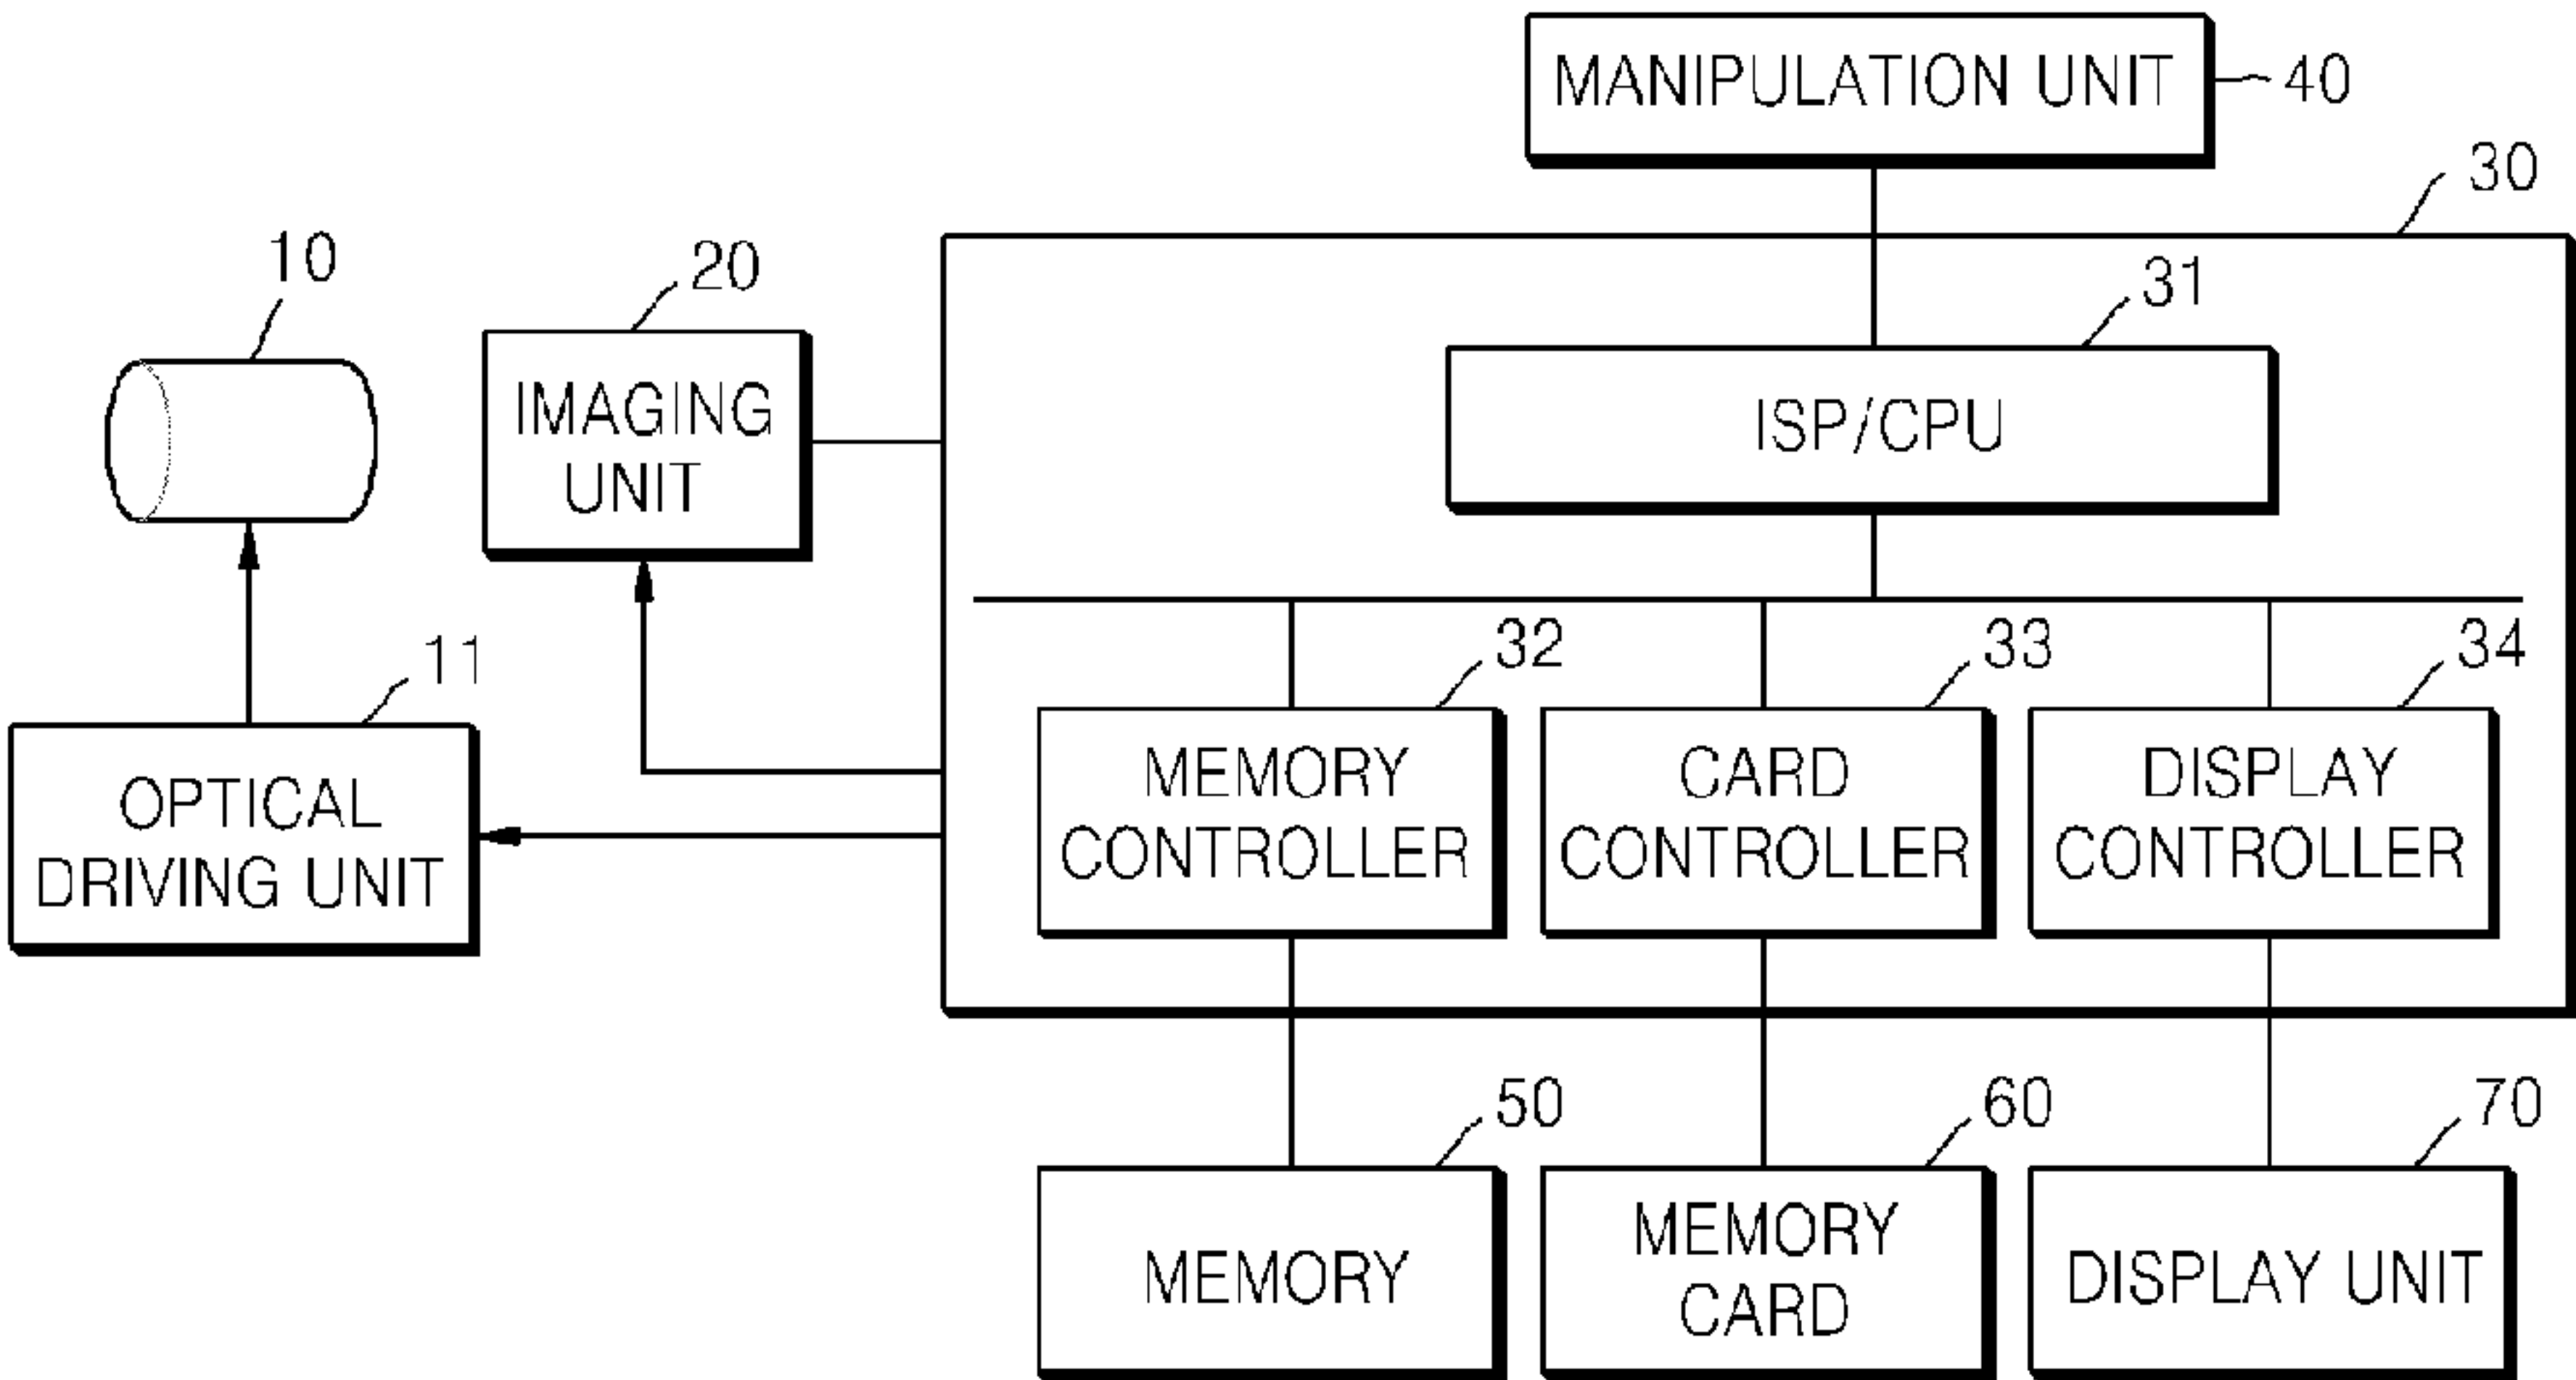 MANIPULATION UNIT
40
30
10
20
31
IMAGING
UNIT
ISP/CPU
11
32
33
34
OPTICAL
DRIVING UNIT
MEMORY
CONTROLLER
CARD
CONTROLLER
DISPLAY
CONTROLLER
50
60
70
MEMORY
MEMORY
CARD
DISPLAY UNIT